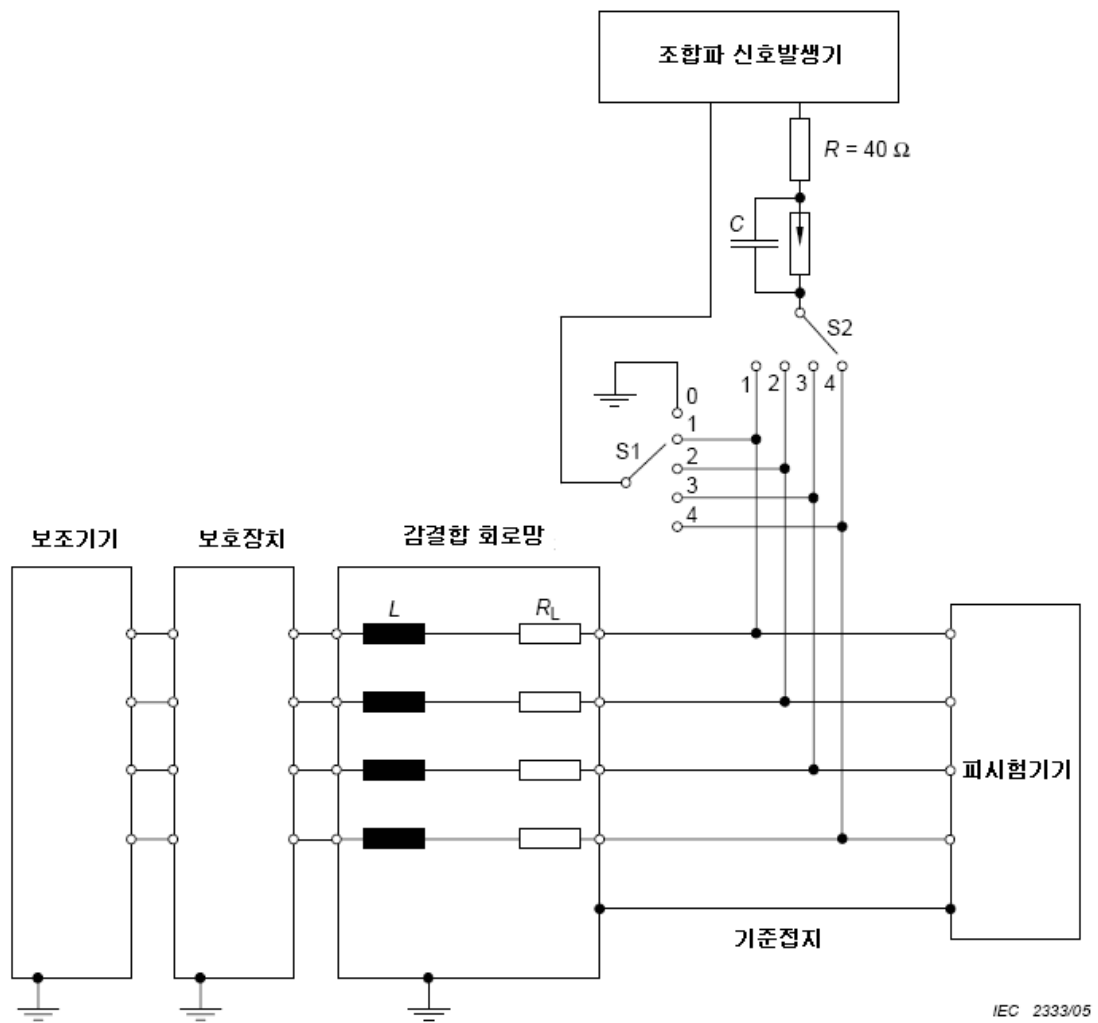 조합파 신호발생기
R = 40 Ω
C
S2
1 2 3 4
0
1
S1
2
3
4
보조기기
보호장치
감결합 회로망
L
RL
피시험기기
기준접지
IEC 2333/05